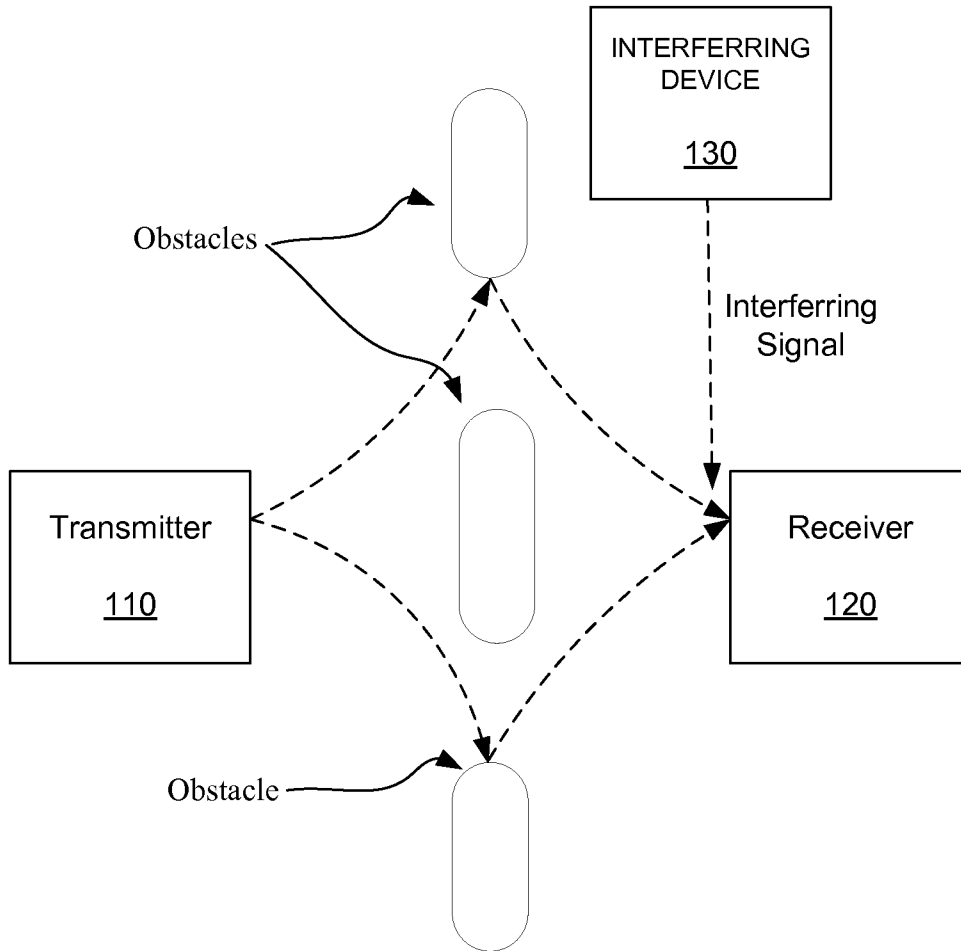 INTERFERRING
DEVICE
130
Obstacles
Interferring
Signal
Transmitter
110
Receiver
120
Obstacle